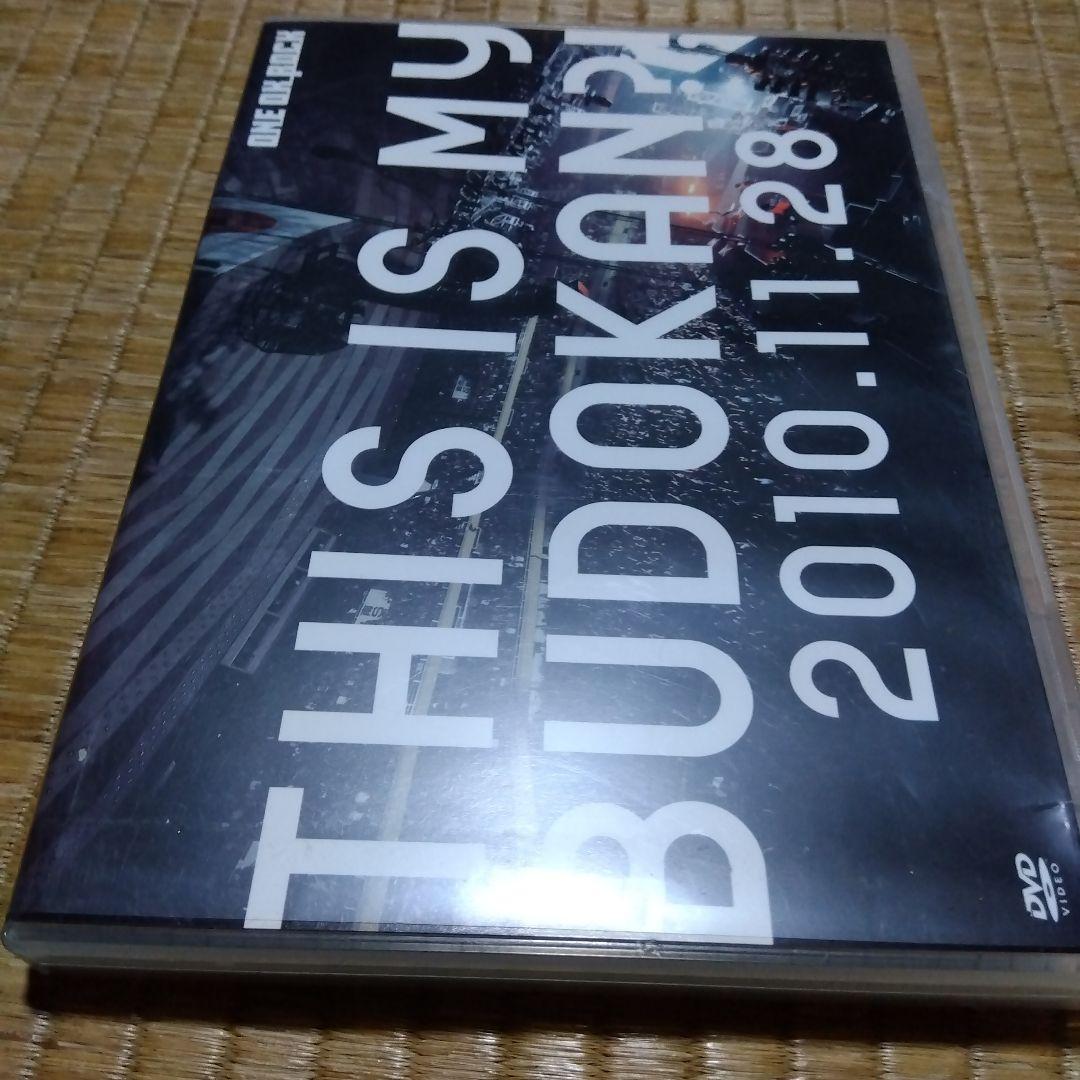 ONE OK ROCK
THIS IS MY
BUDOKAN?!
2010.11.28
DVD
VIDEO